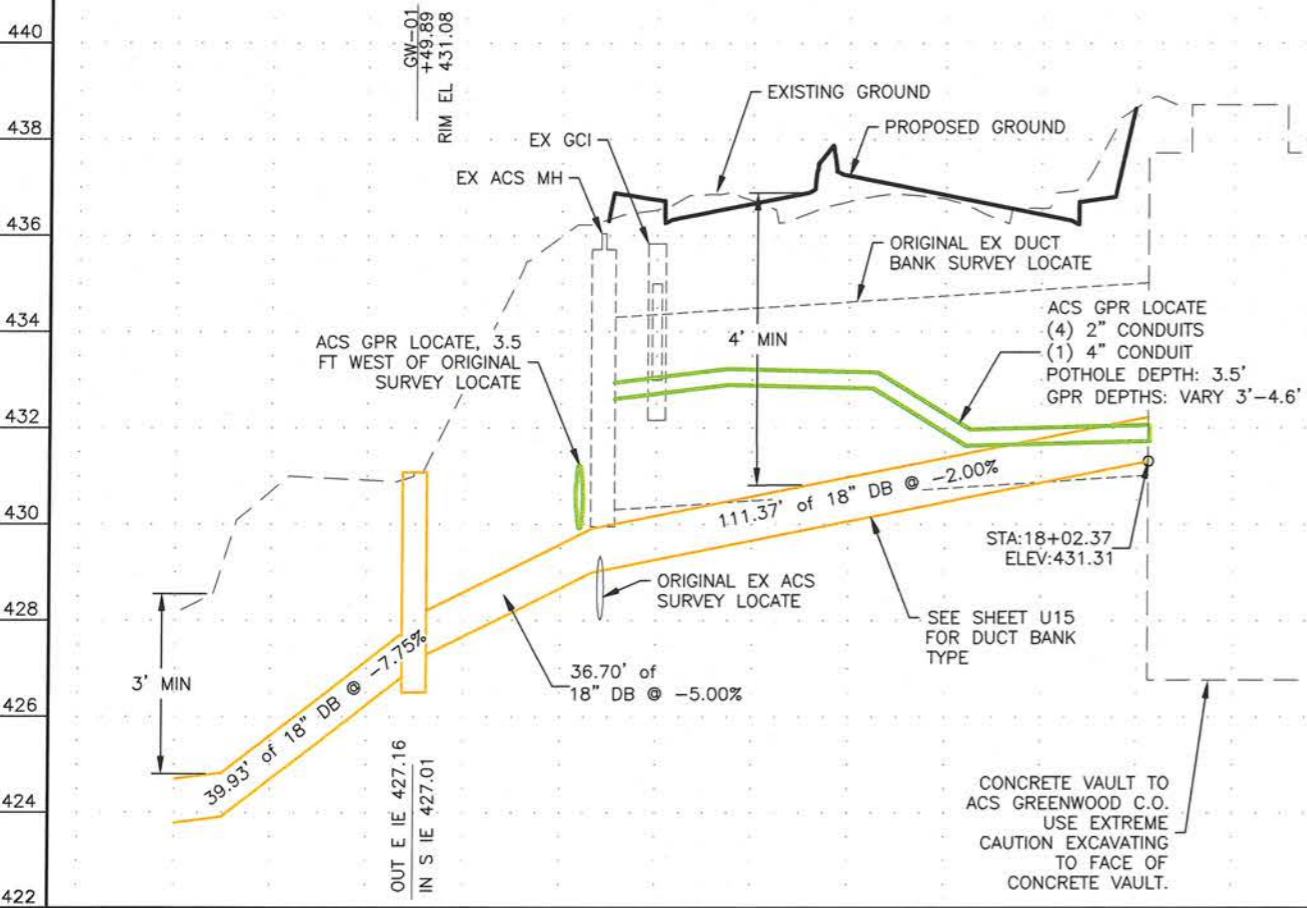 440
438
436
434
432
430
428
426
424
422
GW-01
+49.89
RIM EL 431.08
EXISTING GROUND
PROPOSED GROUND
EX GCI
EX ACS MH
ORIGINAL EX DUCT
BANK SURVEY LOCATE
ACS GPR LOCATE
(4) 2" CONDUITS
(1) 4" CONDUIT
POTHOLE DEPTH: 3.5'
GPR DEPTHS: VARY 3'-4.6'
ACS GPR LOCATE, 3.5
FT WEST OF ORIGINAL
SURVEY LOCATE
4' MIN
111.37' of 18" DB @ -2.00%
STA:18+02.37
ELEV:431.31
ORIGINAL EX ACS
SURVEY LOCATE
SEE SHEET U15
FOR DUCT BANK
TYPE
36.70' of
18" DB @ -5.00%
3' MIN
39.93' of 18" DB @ -7.75%
OUT E IE 427.16
IN S IE 427.01
CONCRETE VAULT TO
ACS GREENWOOD C.O.
USE EXTREME
CAUTION EXCAVATING
TO FACE OF
CONCRETE VAULT.